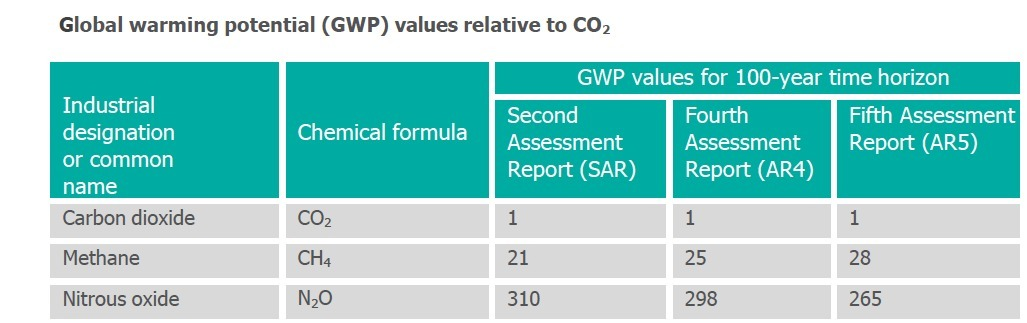 Global warming potential (GWP) values relative to CO₂
GWP values for 100-year time horizon
Industrial
designation
or common
name
Chemical formula
Second
Assessment
Report (SAR)
Fourth
Assessment
Report (AR4)
Fifth Assessment
Report (AR5)
Carbon dioxide CO₂ 1 1 1
Methane CH₄ 21 25 28
Nitrous oxide N₂O 310 298 265